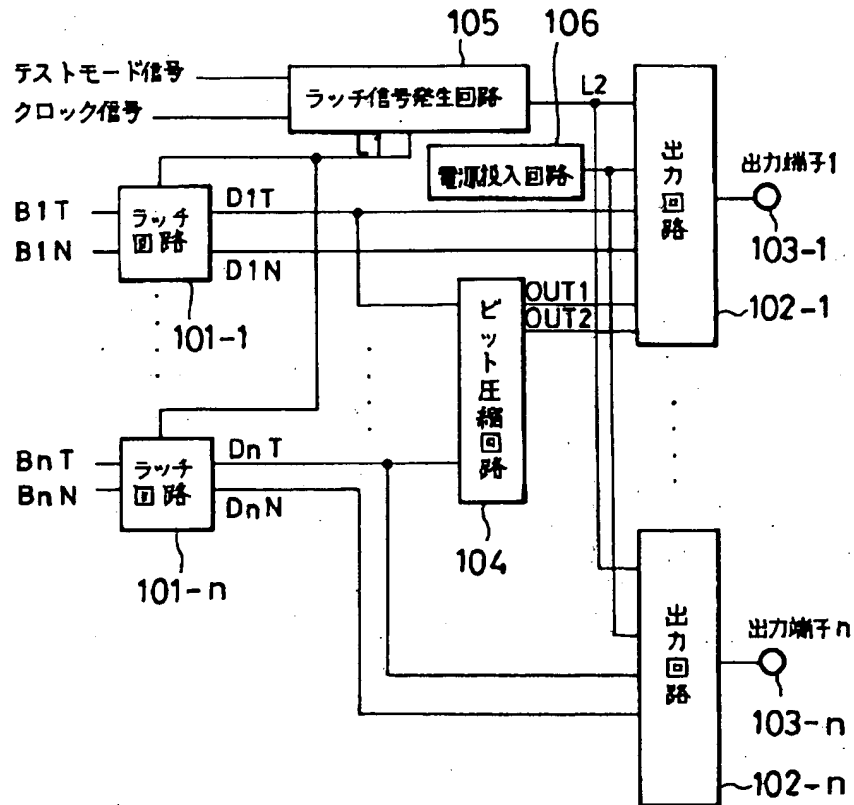 105
106
テストモード信号
クロック信号
ラッチ信号発生回路
L1
L2
電源投入回路
出力回路
出力端子1
103-1
102-1
B1T
B1N
ラッチ
回路
D1T
D1N
101-1
ビット圧縮回路
OUT1
OUT2
104
BnT
BnN
ラッチ
回路
DnT
DnN
101-n
出力回路
出力端子n
103-n
102-n